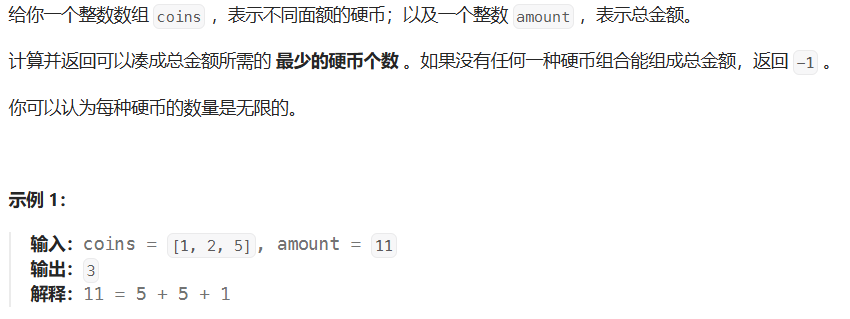 给你一个整数数组 coins ，表示不同面额的硬币；以及一个整数 amount ，表示总金额。
计算并返回可以凑成总金额所需的 最少的硬币个数 。如果没有任何一种硬币组合能组成总金额，返回 -1 。
你可以认为每种硬币的数量是无限的。
示例 1：
输入：coins = [1, 2, 5], amount = 11
输出：3
解释：11 = 5 + 5 + 1